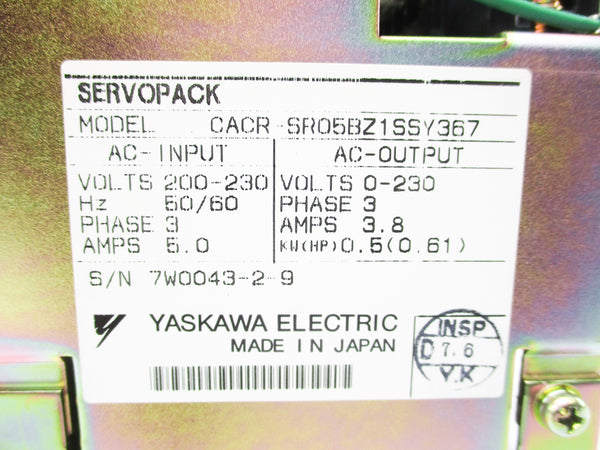 SERVOPACK
MODEL CACR-SR05BZ1SSY367
AC-INPUT
VOLTS 200-230
Hz 50/60
PHASE 3
AMPS 5.0
AC-OUTPUT
VOLTS 0-230
PHASE 3
AMPS 3.8
KW(HP) 0.5(0.61)
S/N 7W0043-2-9
YASKAWA ELECTRIC
MADE IN JAPAN
INSP
D 7.6
Y.K